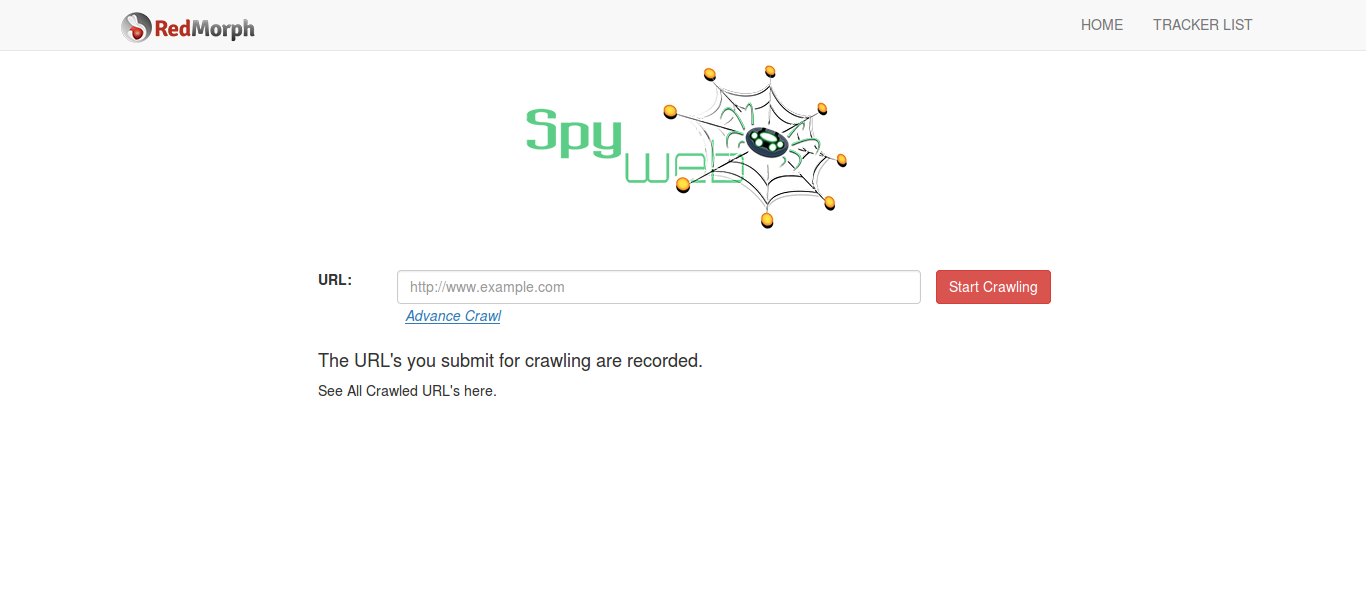 RedMorph
HOME
TRACKER LIST
Spy
WEB
URL:
http://www.example.com
Start Crawling
Advance Crawl
The URL's you submit for crawling are recorded.
See All Crawled URL's here.